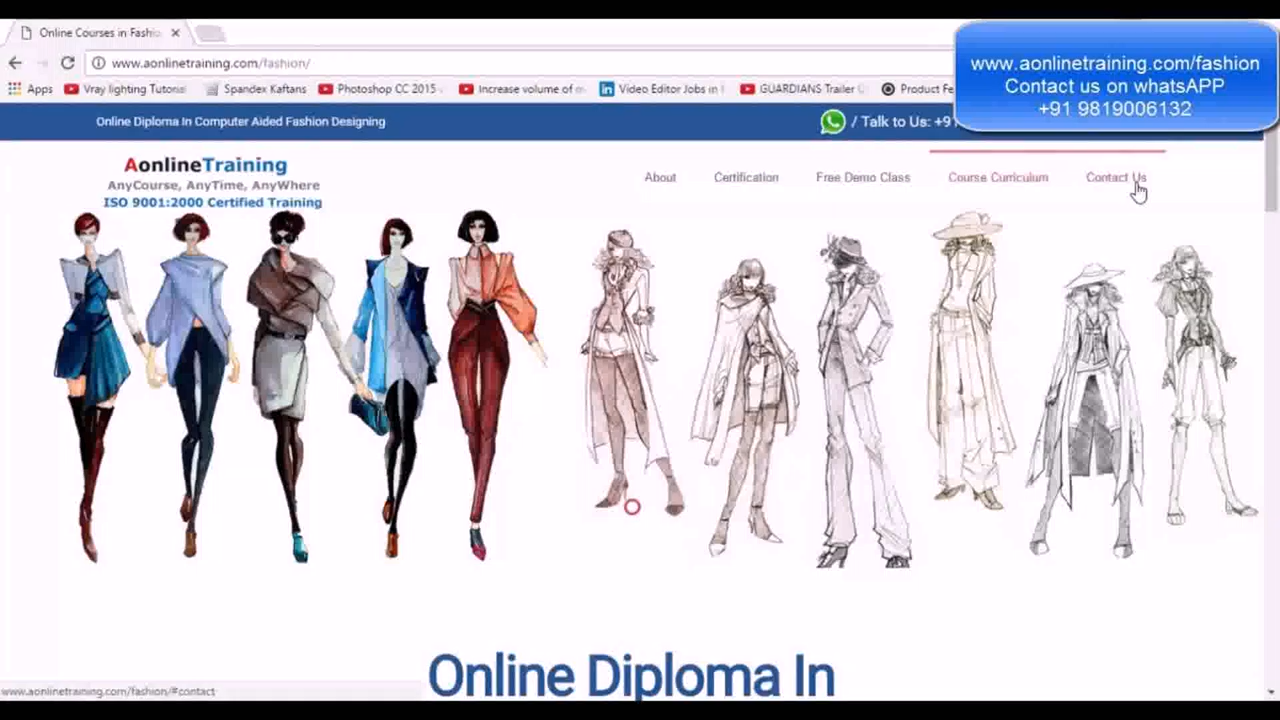 Online Courses in Fashio
www.aonlinetraining.com/fashion/
Apps
Vray lighting Tutorial
Spandex Kaftans
Photoshop CC 2015
Increase volume of m
Video Editor Jobs in
GUARDIANS Trailer
Product Fe
www.aonlinetraining.com/fashion
Contact us on whatsAPP
+91 9819006132
Online Diploma In Computer Aided Fashion Designing
/ Talk to Us: +9
AonlineTraining
AnyCourse, AnyTime, AnyWhere
ISO 9001:2000 Certified Training
About
Certification
Free Demo Class
Course Curriculum
Contact Us
Online Diploma In
www.aonlinetraining.com/fashion/#contact